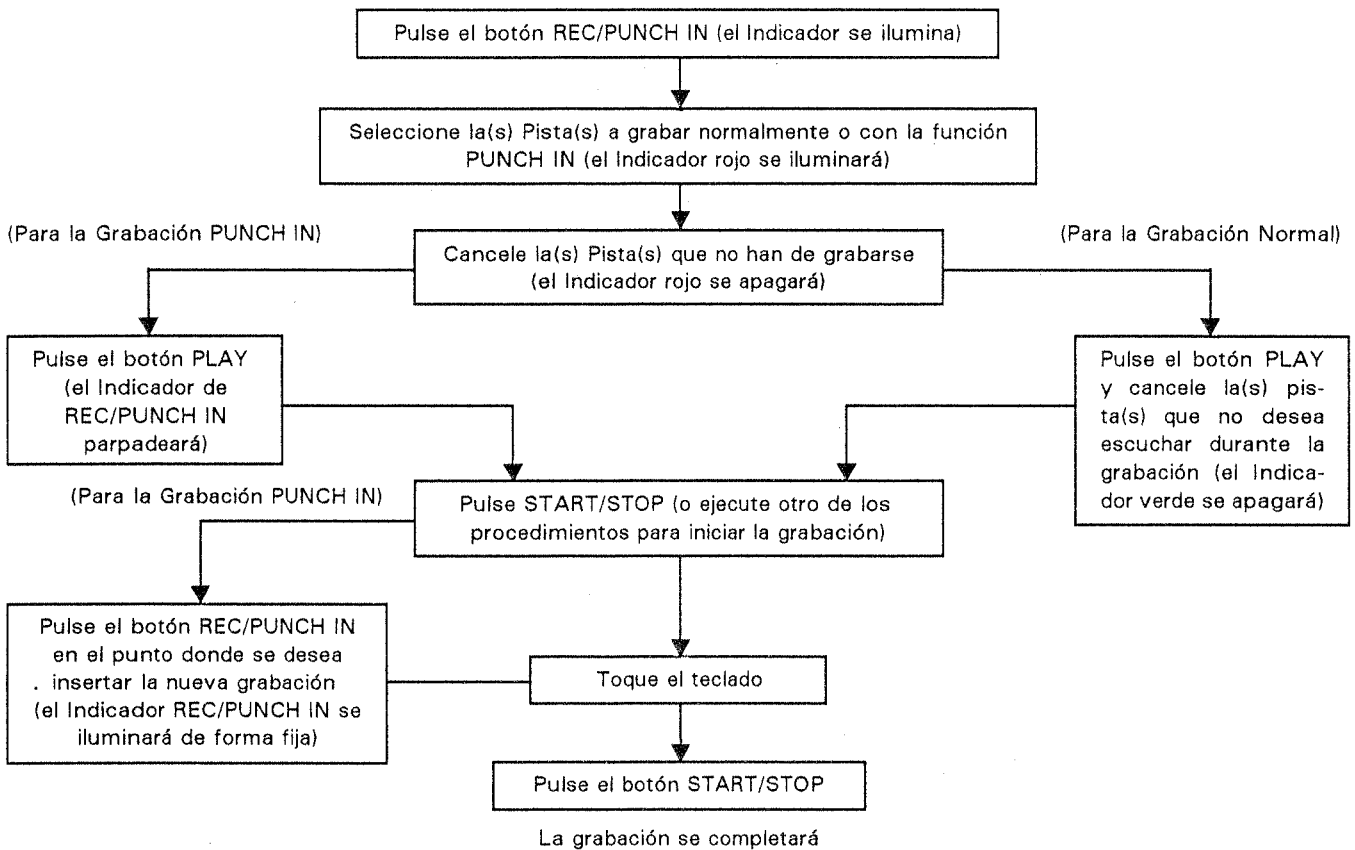 Pulse el botón REC/PUNCH IN (el Indicador se ilumina)
Seleccione la(s) Pista(s) a grabar normalmente o con la función
PUNCH IN (el Indicador rojo se iluminará)
(Para la Grabación PUNCH IN)
(Para la Grabación Normal)
Cancele la(s) Pista(s) que no han de grabarse
(el Indicador rojo se apagará)
Pulse el botón PLAY
(el Indicador de
REC/PUNCH IN
parpadeará)
Pulse el botón PLAY
y cancele la(s) pis-
ta(s) que no desea
escuchar durante la
grabación (el Indica-
dor verde se apagará)
(Para la Grabación PUNCH IN)
Pulse START/STOP (o ejecute otro de los
procedimientos para iniciar la grabación)
Pulse el botón REC/PUNCH IN
en el punto donde se desea
. insertar la nueva grabación
(el Indicador REC/PUNCH IN se
iluminará de forma fija)
Toque el teclado
Pulse el botón START/STOP
La grabación se completará